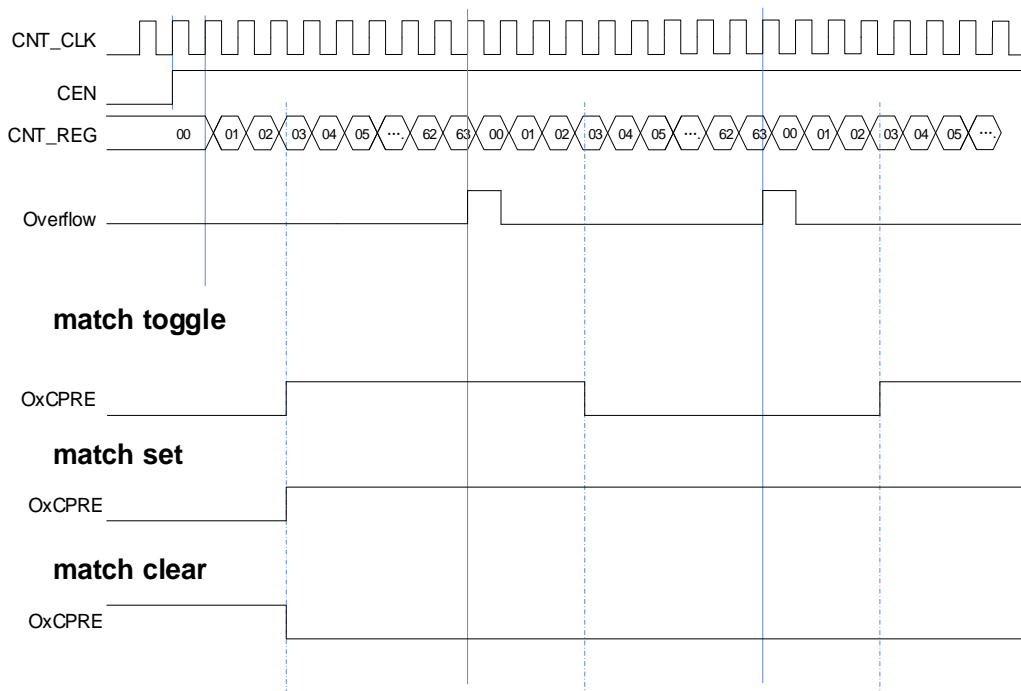 CNT_CLK
CEN
CNT_REG 00 01 02 03 04 05 ···. 62 63 00 01 02 03 04 05 ···. 62 63 00 01 02 03 04 05 ···.
Overflow
match toggle
OxCPRE
match set
OxCPRE
match clear
OxCPRE